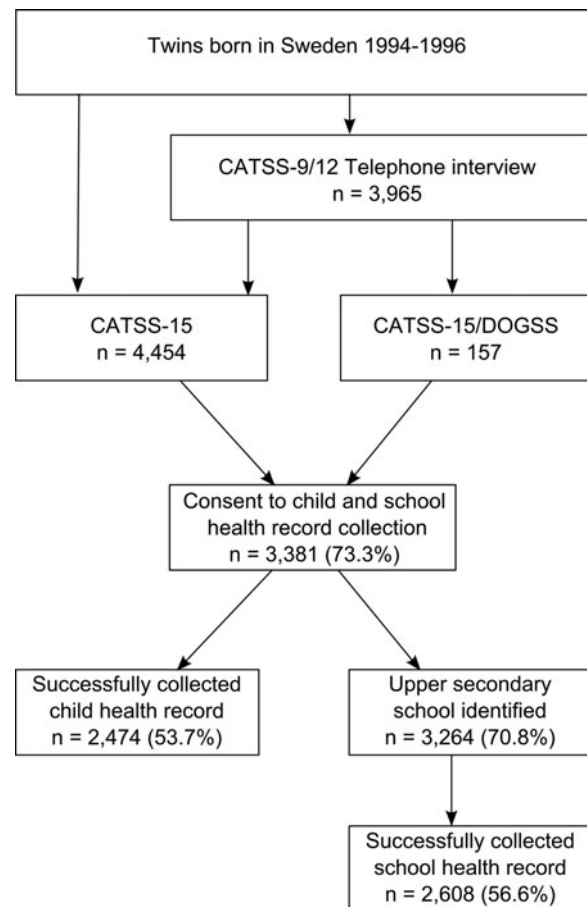 Twins born in Sweden 1994-1996
CATSS-9/12 Telephone interview
n = 3,965
CATSS-15
n = 4,454
CATSS-15/DOGSS
n = 157
Consent to child and school
health record collection
n = 3,381 (73.3%)
Successfully collected
child health record
n = 2,474 (53.7%)
Upper secondary
school identified
n = 3,264 (70.8%)
Successfully collected
school health record
n = 2,608 (56.6%)